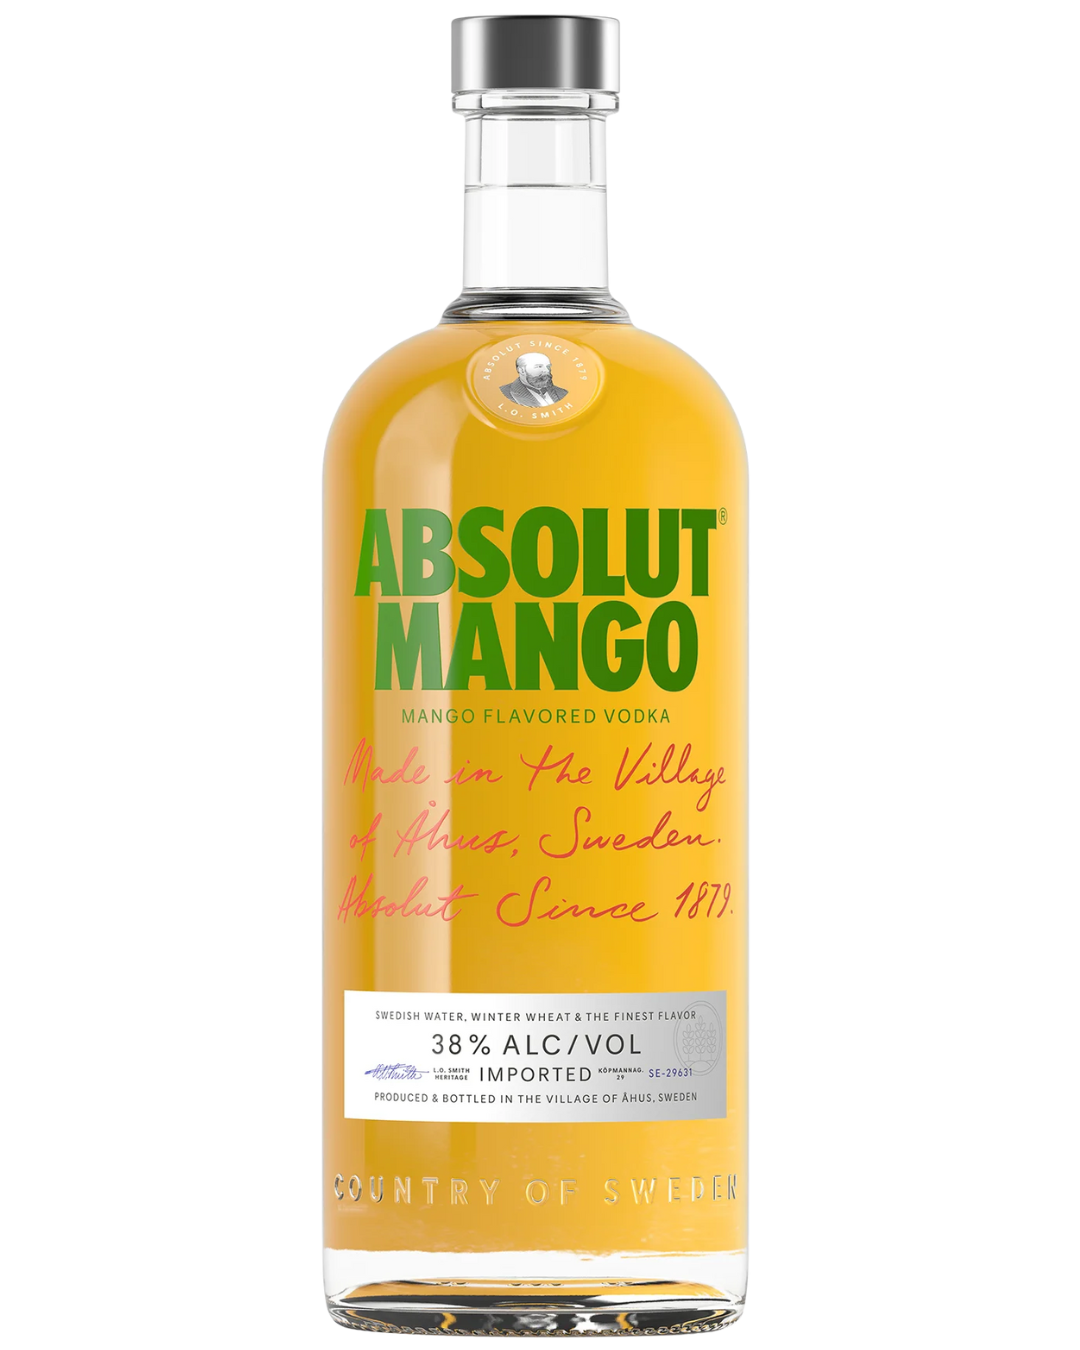 ABSOLUT SINCE 1879
L.O. SMITH
ABSOLUT®
MANGO
MANGO FLAVORED VODKA
Made in the Village
of Åhus, Sweden.
Absolut Since 1879.
SWEDISH WATER, WINTER WHEAT & THE FINEST FLAVOR
38% ALC/VOL
L.O. SMITH HERITAGE IMPORTED KÖPMANNAG. 29 SE-29631
PRODUCED & BOTTLED IN THE VILLAGE OF ÅHUS, SWEDEN
COUNTRY OF SWEDEN